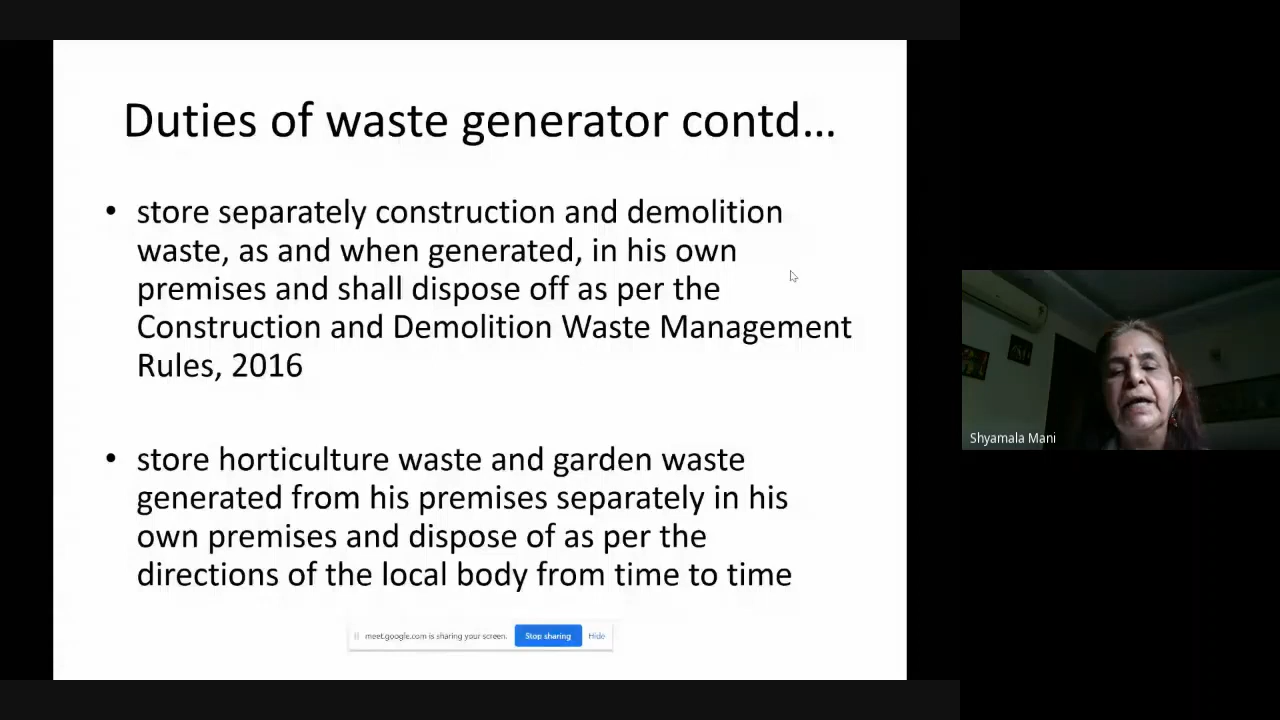 Duties of waste generator contd...
• store separately construction and demolition
waste, as and when generated, in his own
premises and shall dispose off as per the
Construction and Demolition Waste Management
Rules, 2016
• store horticulture waste and garden waste
generated from his premises separately in his
own premises and dispose of as per the
directions of the local body from time to time
meet.google.com is sharing your screen. Stop sharing Hide
Shyamala Mani